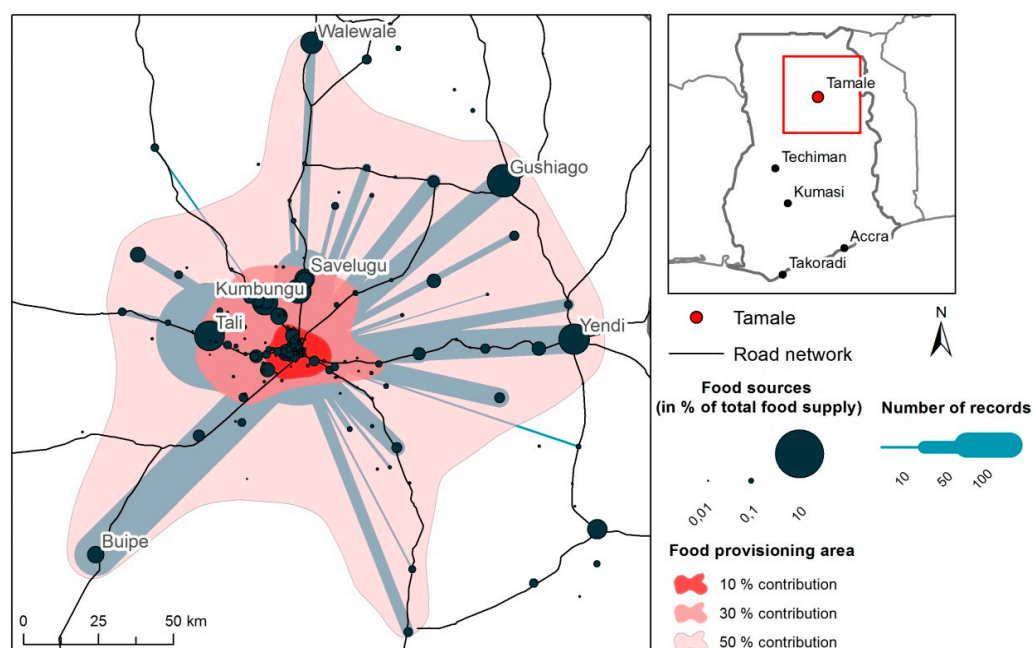 Walewale
Gushiago
Savelugu
Kumbungu
Tali
Yendi
Buipe
0 25 50 km
Tamale
Techiman
Kumasi
Accra
Takoradi
Tamale
Road network
N
Food sources
(in % of total food supply)
0,01
0,1
10
Number of records
10
50
100
Food provisioning area
10 % contribution
30 % contribution
50 % contribution